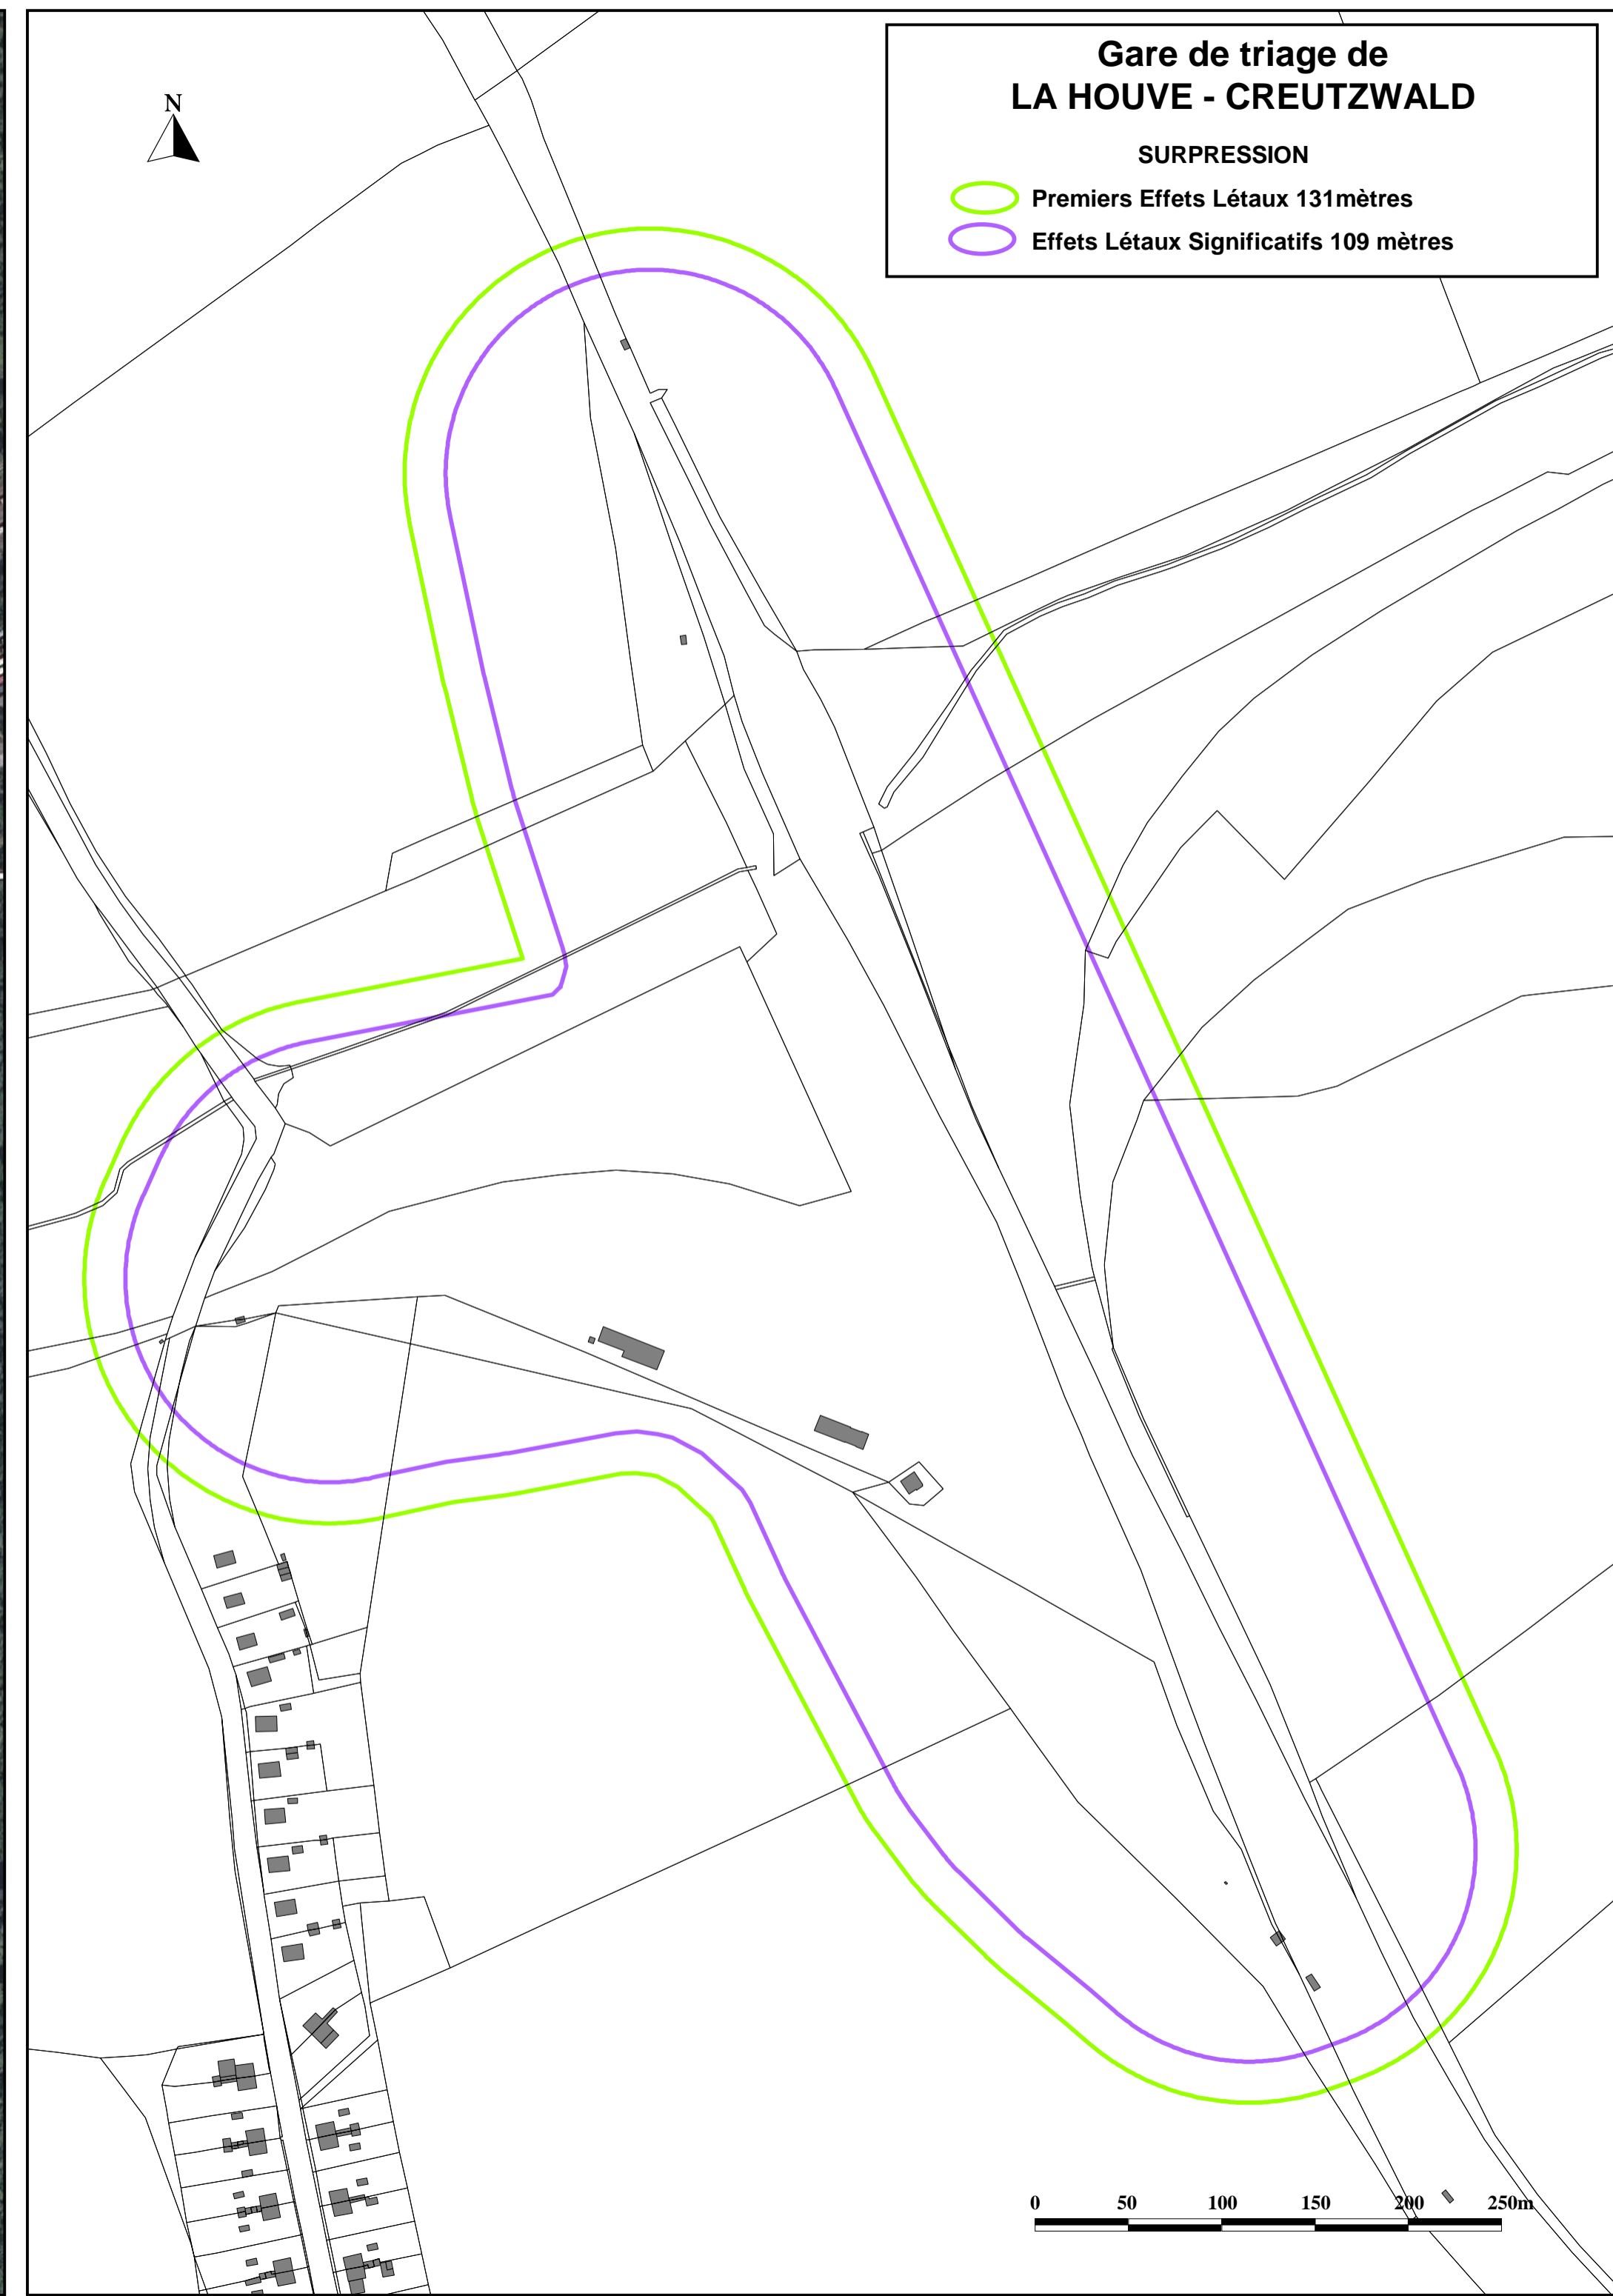 Gare de triage de
LA HOUVE - CREUTZWALD
SURPRESSION
Premiers Effets Létaux 131mètres
Effets Létaux Significatifs 109 mètres
N
0 50 100 150 200 250m